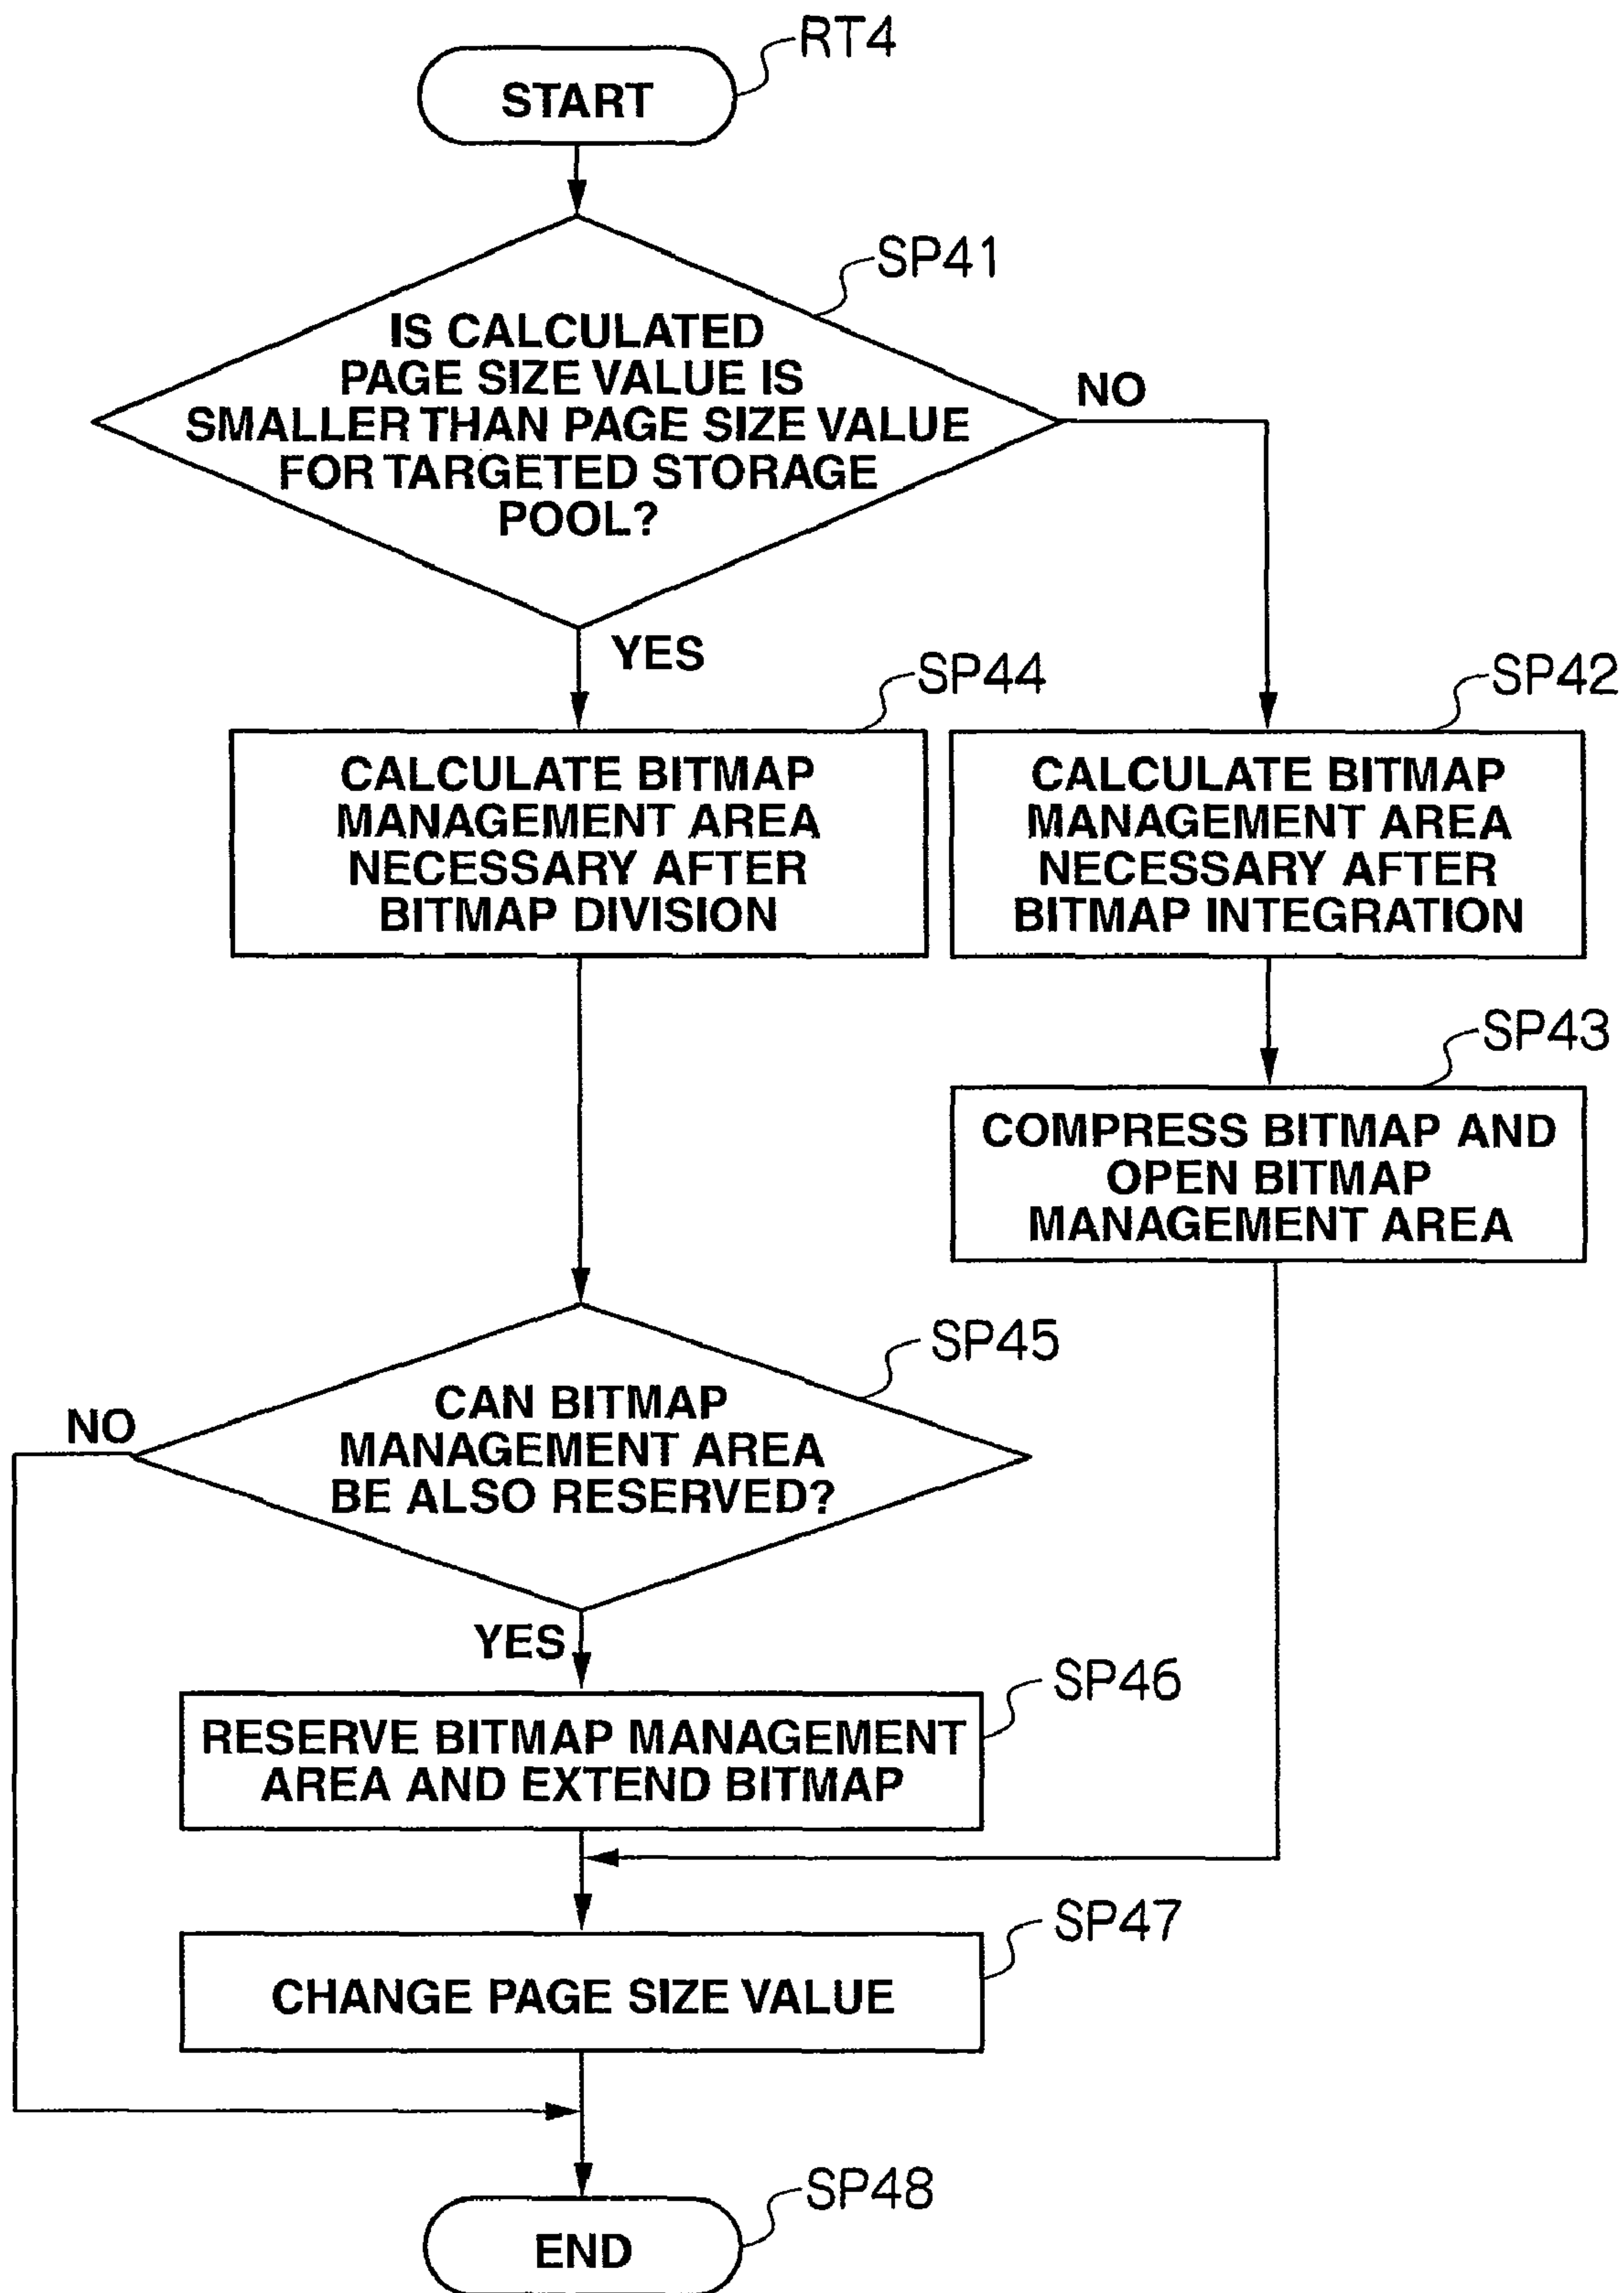 RT4
START
SP41
IS CALCULATED
PAGE SIZE VALUE IS
SMALLER THAN PAGE SIZE VALUE
FOR TARGETED STORAGE
POOL?
NO
YES
SP44
CALCULATE BITMAP
MANAGEMENT AREA
NECESSARY AFTER
BITMAP DIVISION
SP42
CALCULATE BITMAP
MANAGEMENT AREA
NECESSARY AFTER
BITMAP INTEGRATION
SP43
COMPRESS BITMAP AND
OPEN BITMAP
MANAGEMENT AREA
SP45
CAN BITMAP
MANAGEMENT AREA
BE ALSO RESERVED?
NO
YES
SP46
RESERVE BITMAP MANAGEMENT
AREA AND EXTEND BITMAP
SP47
CHANGE PAGE SIZE VALUE
SP48
END